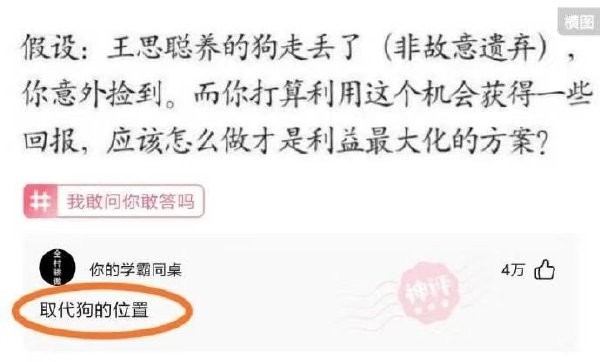 横图
假设：王思聪养的狗走丢了（非故意遗弃），
你意外捡到。而你打算利用这个机会获得一些
回报，应该怎么做才是利益最大化的方案？
# 我敢问你敢答吗
全村骄傲
你的学霸同桌
4万
神评
取代狗的位置